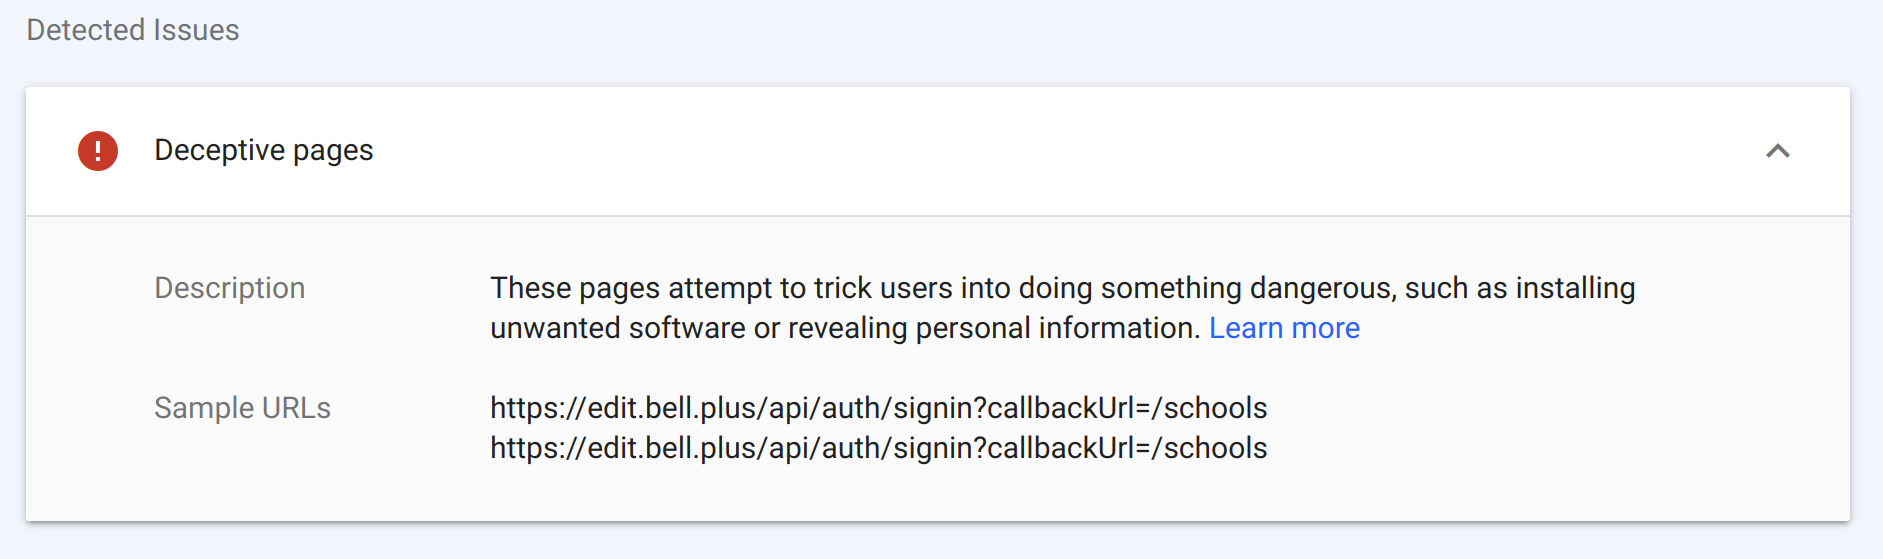 Detected Issues
Deceptive pages
Description
These pages attempt to trick users into doing something dangerous, such as installing
unwanted software or revealing personal information. Learn more
Sample URLs
https://edit.bell.plus/api/auth/signin?callbackUrl=/schools
https://edit.bell.plus/api/auth/signin?callbackUrl=/schools